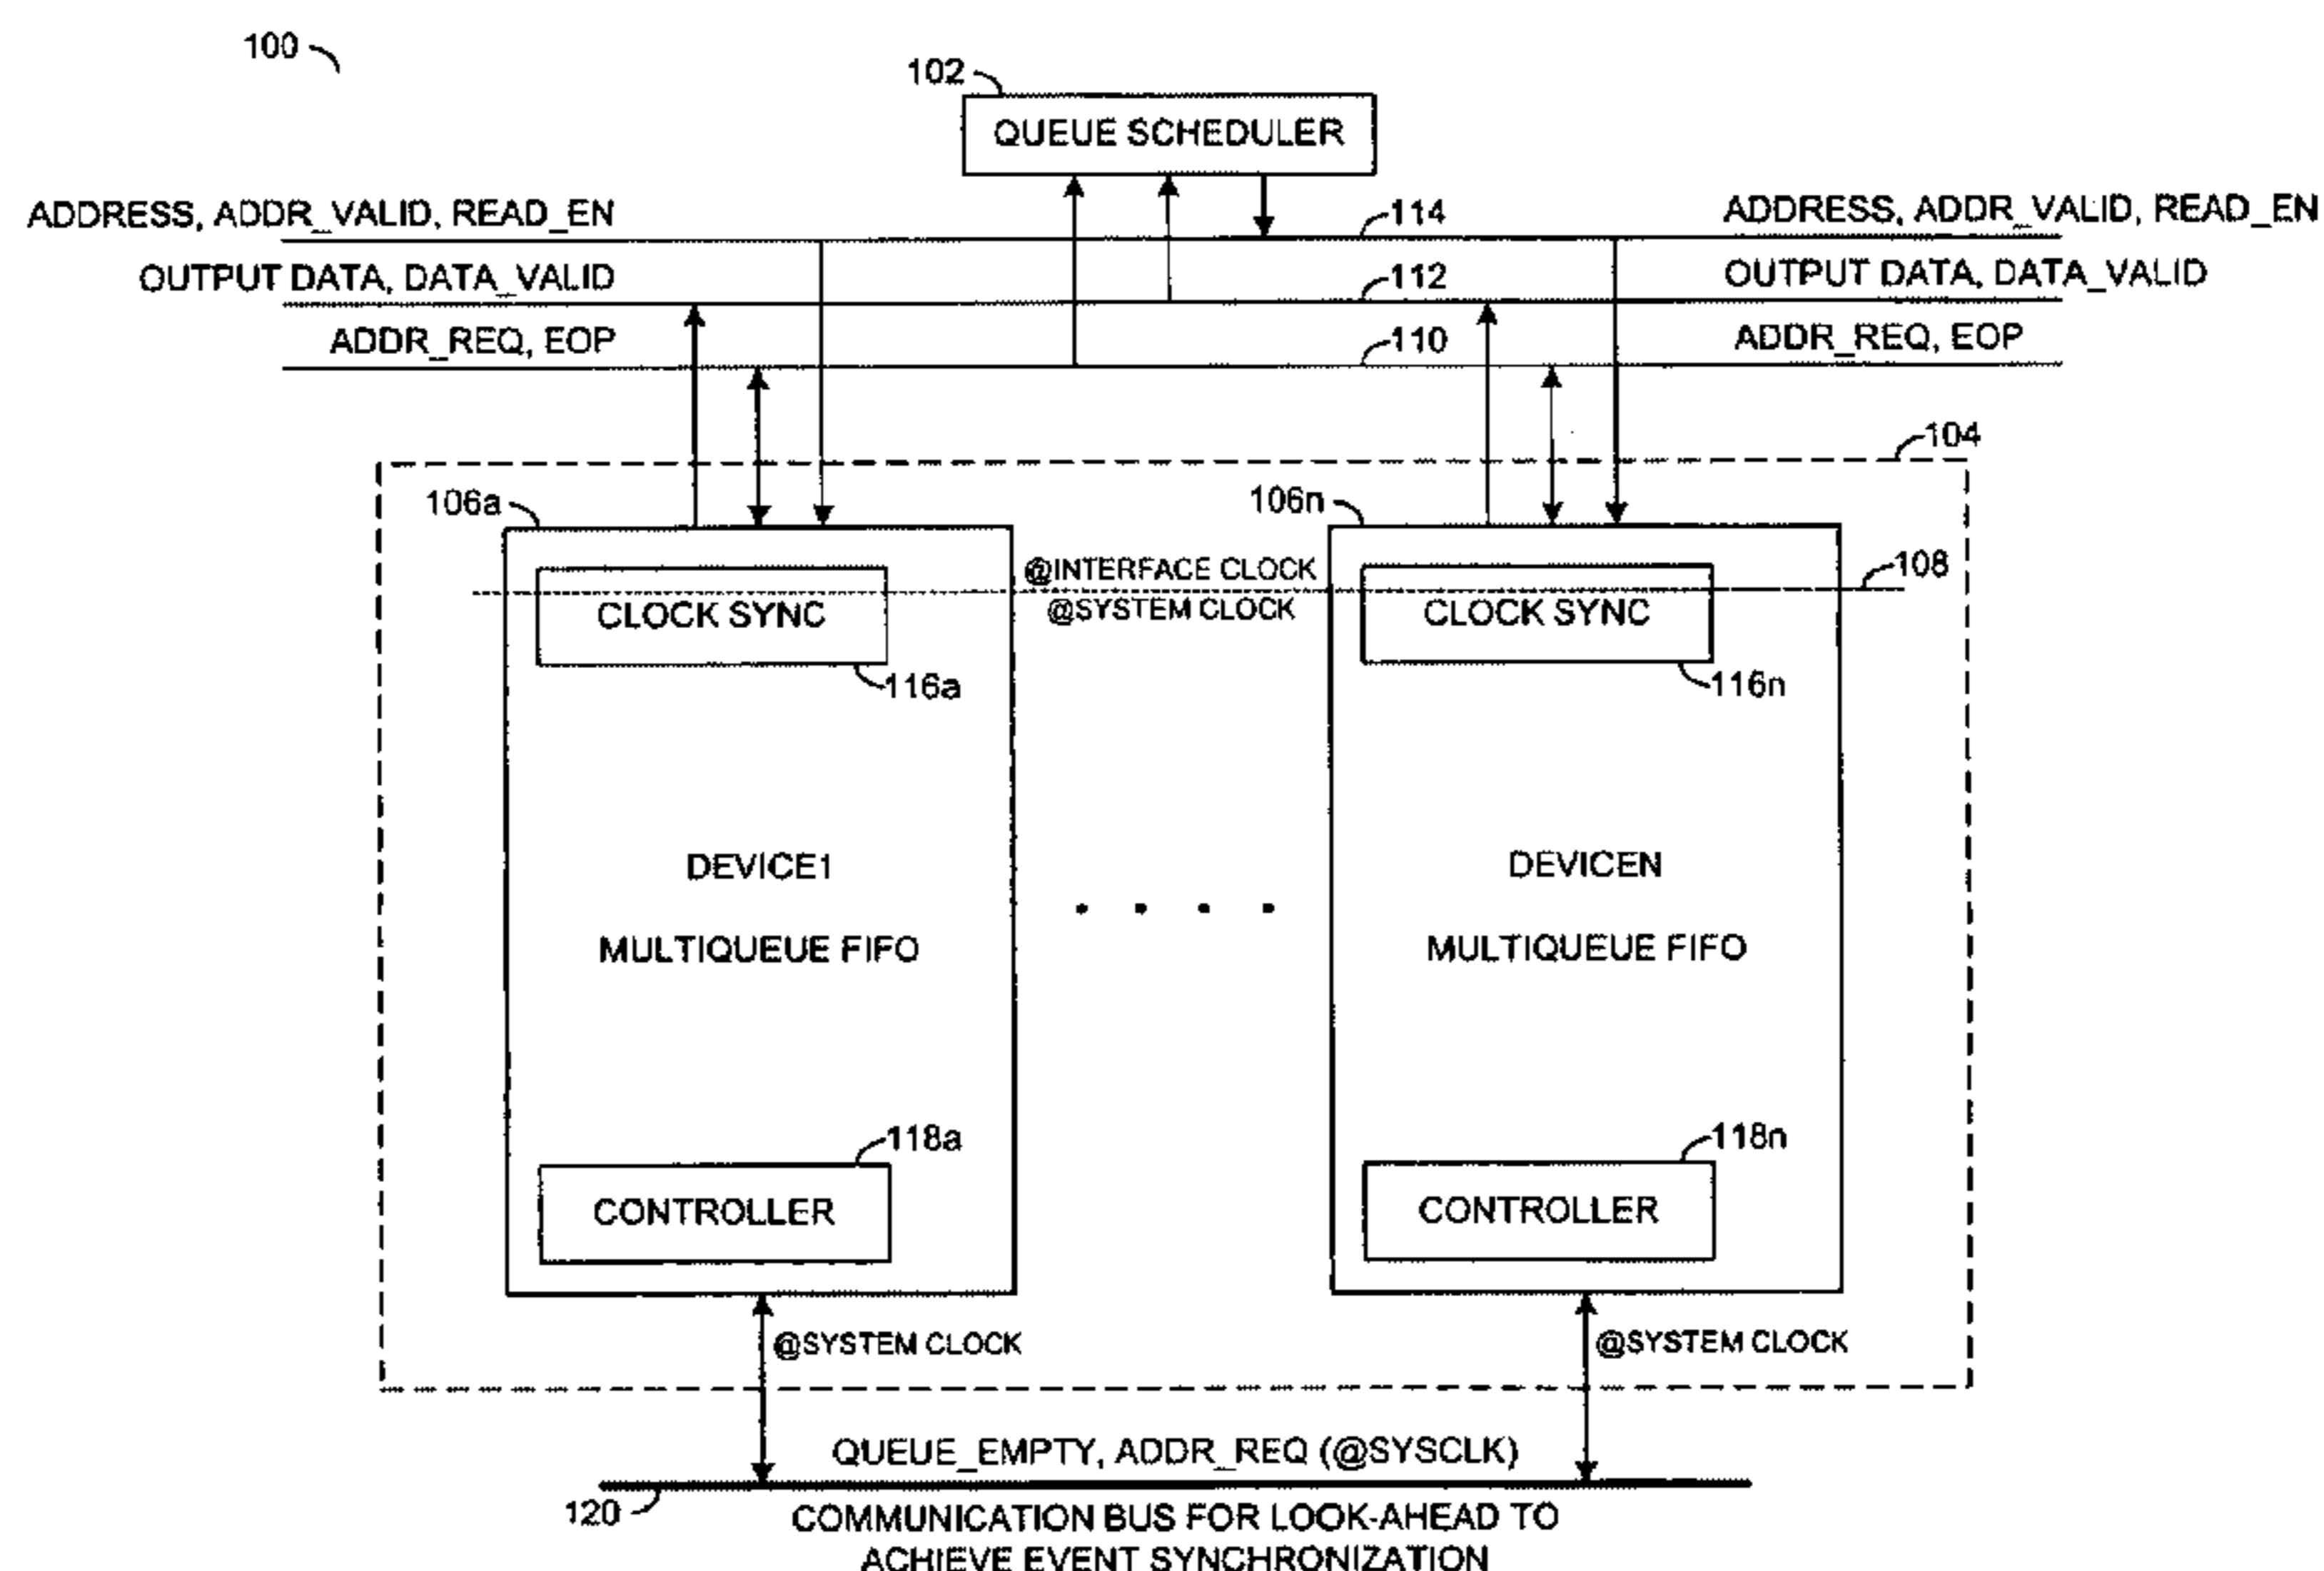 100
102
QUEUE SCHEDULER
ADDRESS, ADDR_VALID, READ_EN
114
ADDRESS, ADDR_VALID, READ_EN
OUTPUT DATA, DATA_VALID
112
OUTPUT DATA, DATA_VALID
ADDR_REQ, EOP
110
ADDR_REQ, EOP
104
106a
106n
@INTERFACE CLOCK
108
@SYSTEM CLOCK
CLOCK SYNC
CLOCK SYNC
116a
116n
DEVICE1
DEVICEN
MULTIQUEUE FIFO
MULTIQUEUE FIFO
118a
118n
CONTROLLER
CONTROLLER
@SYSTEM CLOCK
@SYSTEM CLOCK
QUEUE_EMPTY, ADDR_REQ (@SYSCLK)
120
COMMUNICATION BUS FOR LOOK-AHEAD TO
ACHIEVE EVENT SYNCHRONIZATION